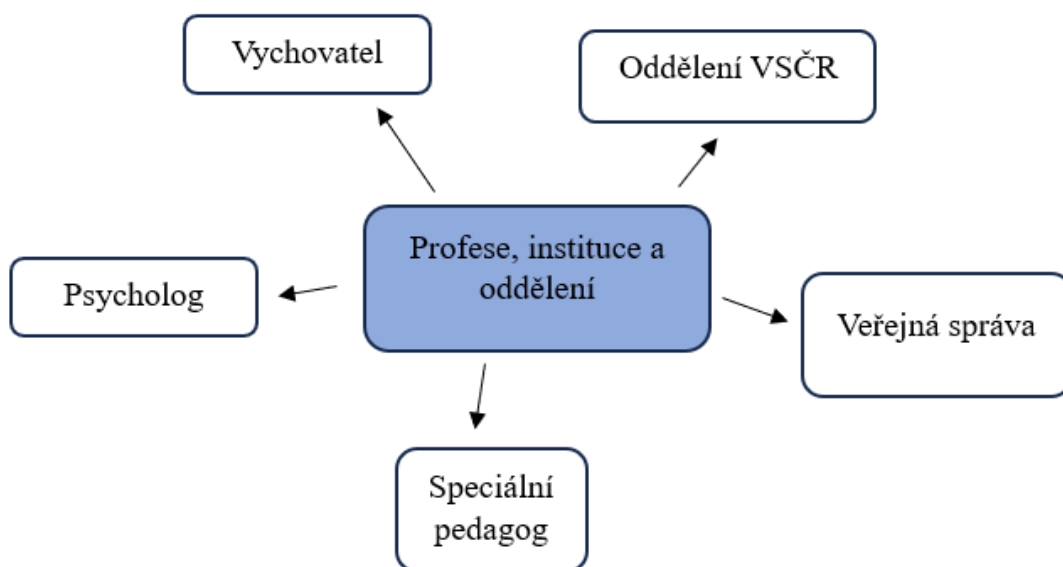 Vychovatel
Oddělení VSČR
Profese, instituce a
oddělení
Psycholog
Veřejná správa
Speciální
pedagog